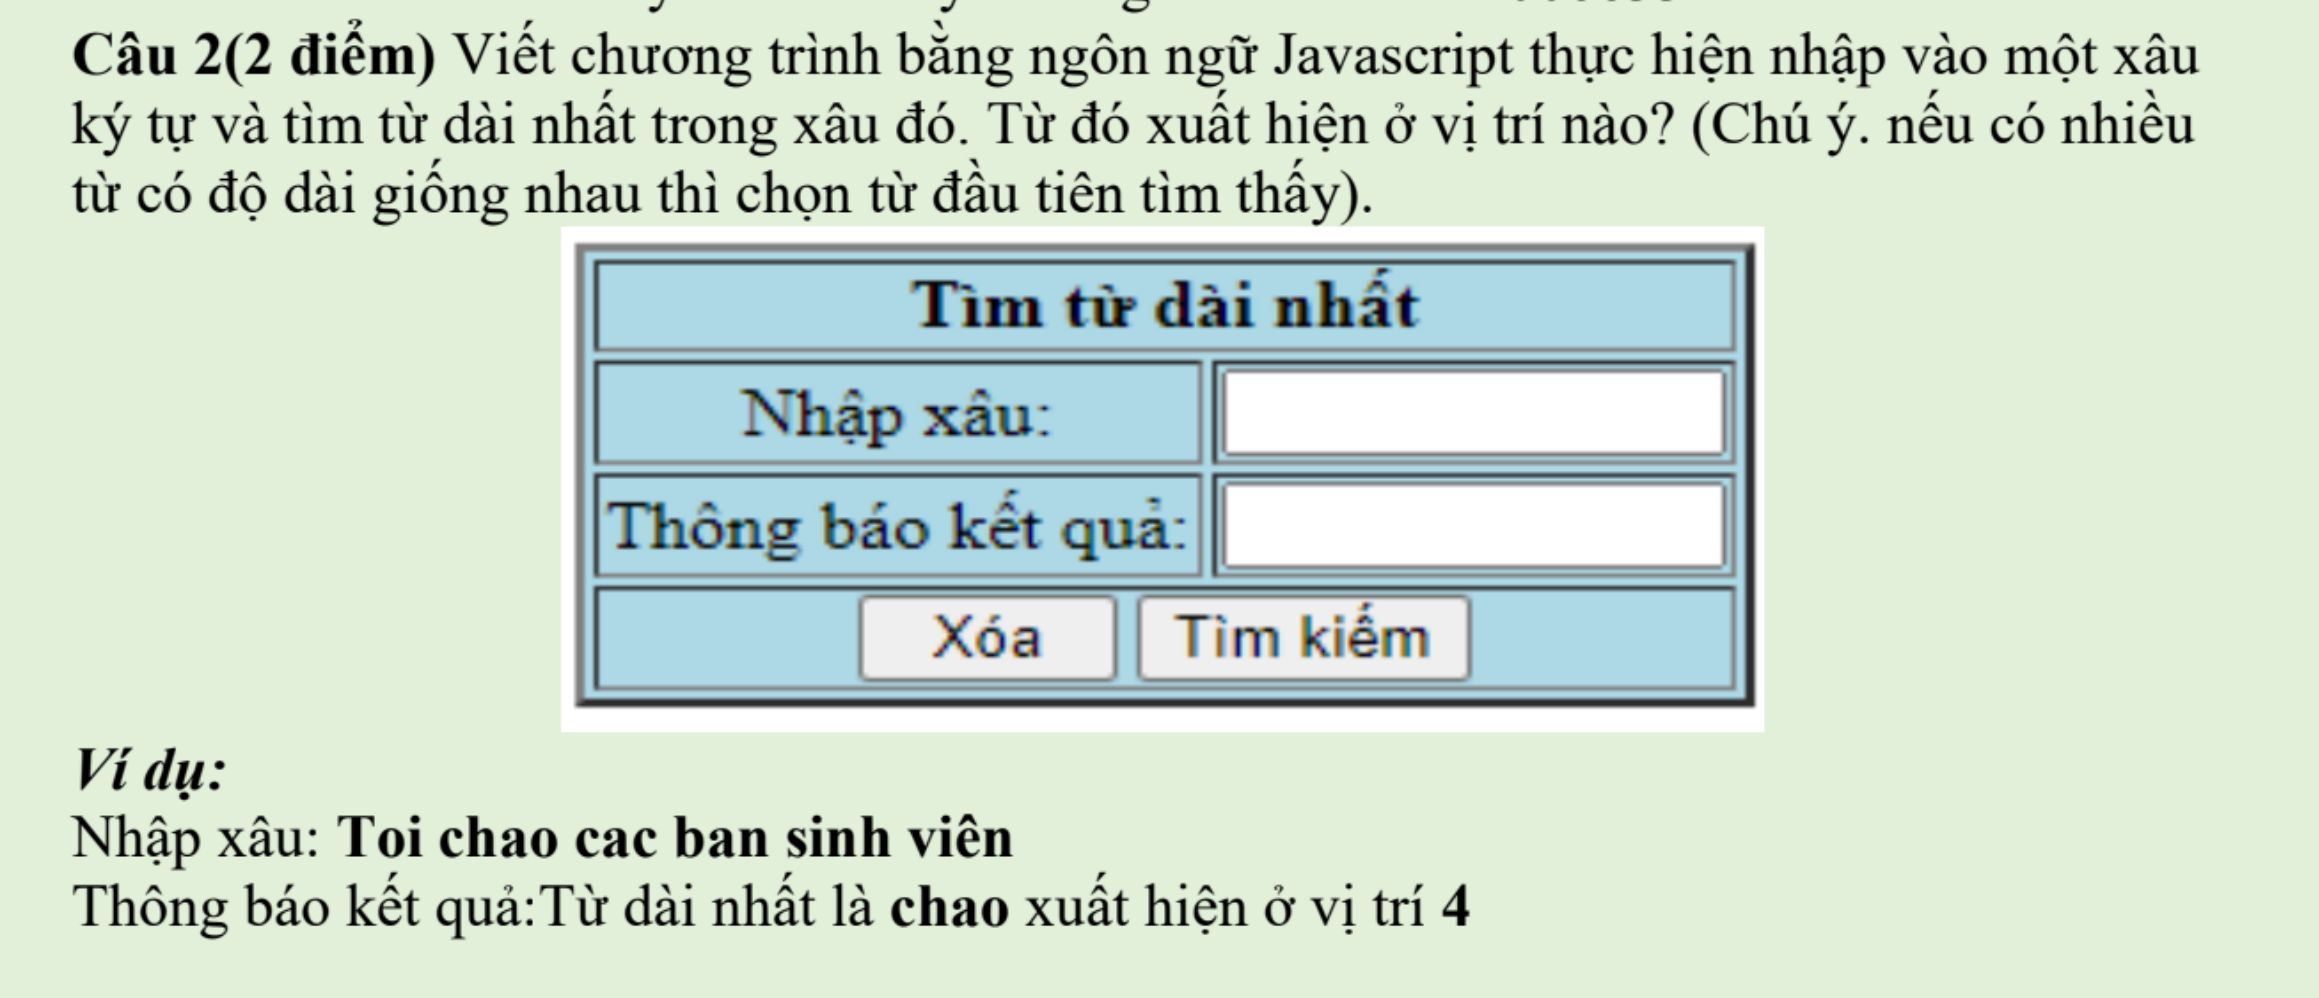 Câu 2(2 điểm) Viết chương trình bằng ngôn ngữ Javascript thực hiện nhập vào một xâu
ký tự và tìm từ dài nhất trong xâu đó. Từ đó xuất hiện ở vị trí nào? (Chú ý. nếu có nhiều
từ có độ dài giống nhau thì chọn từ đầu tiên tìm thấy).
Tìm từ dài nhất
Nhập xâu:
Thông báo kết quả:
Xóa Tìm kiếm
Ví dụ:
Nhập xâu: Toi chao cac ban sinh viên
Thông báo kết quả:Từ dài nhất là chao xuất hiện ở vị trí 4